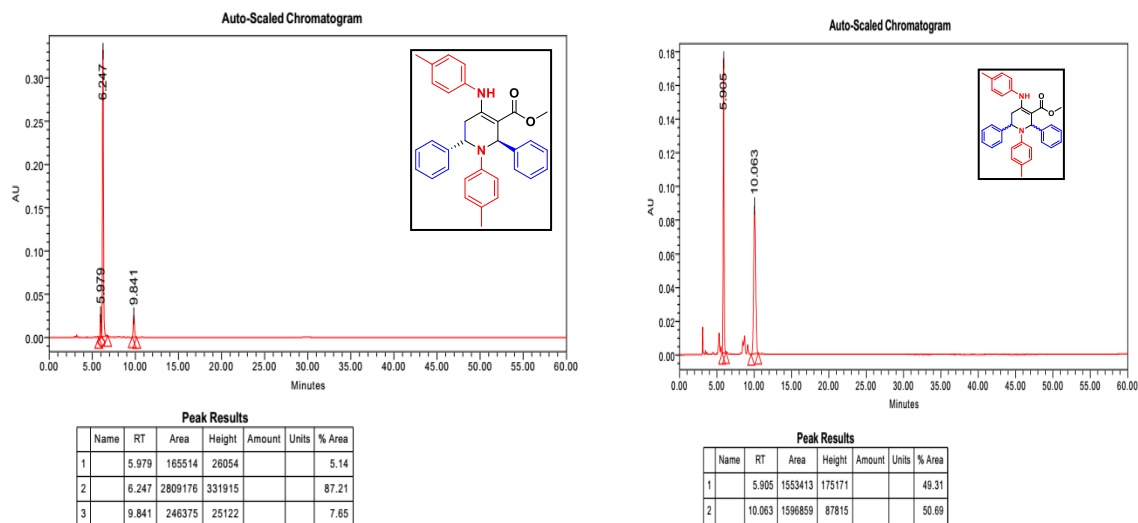 Auto-Scaled Chromatogram
AU
0.30
0.20
0.10
0.00
6.247
5.979
9.841
NH
O
O
N
0.00 5.00 10.00 15.00 20.00 25.00 30.00 35.00 40.00 45.00 50.00 55.00 60.00
Minutes
Peak Results
Name RT Area Height Amount Units % Area
1 5.979 165514 26054 5.14
2 6.247 2809176 331915 87.21
3 9.841 246375 25122 7.65
Auto-Scaled Chromatogram
AU
0.18
0.16
0.14
0.12
0.10
0.08
0.06
0.04
0.02
0.00
5.905
10.063
NH
O
O
N
0.00 5.00 10.00 15.00 20.00 25.00 30.00 35.00 40.00 45.00 50.00 55.00 60.00
Minutes
Peak Results
Name RT Area Height Amount Units % Area
1 5.905 1553413 175171 49.31
2 10.063 1596859 87815 50.69